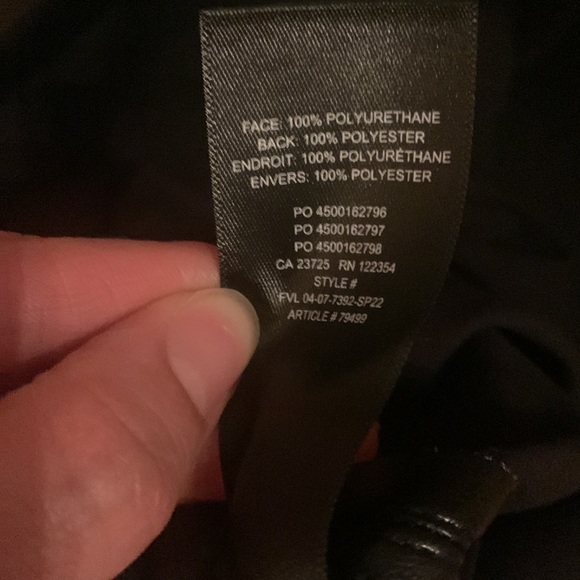 FACE: 100% POLYURETHANE
BACK: 100% POLYESTER
ENDROIT: 100% POLYURÉTHANE
ENVERS: 100% POLYESTER
PO 4500162796
PO 4500162797
PO 4500162798
CA 23725 RN 122354
STYLE #
FVL 04-07-7392-SP22
ARTICLE # 79499